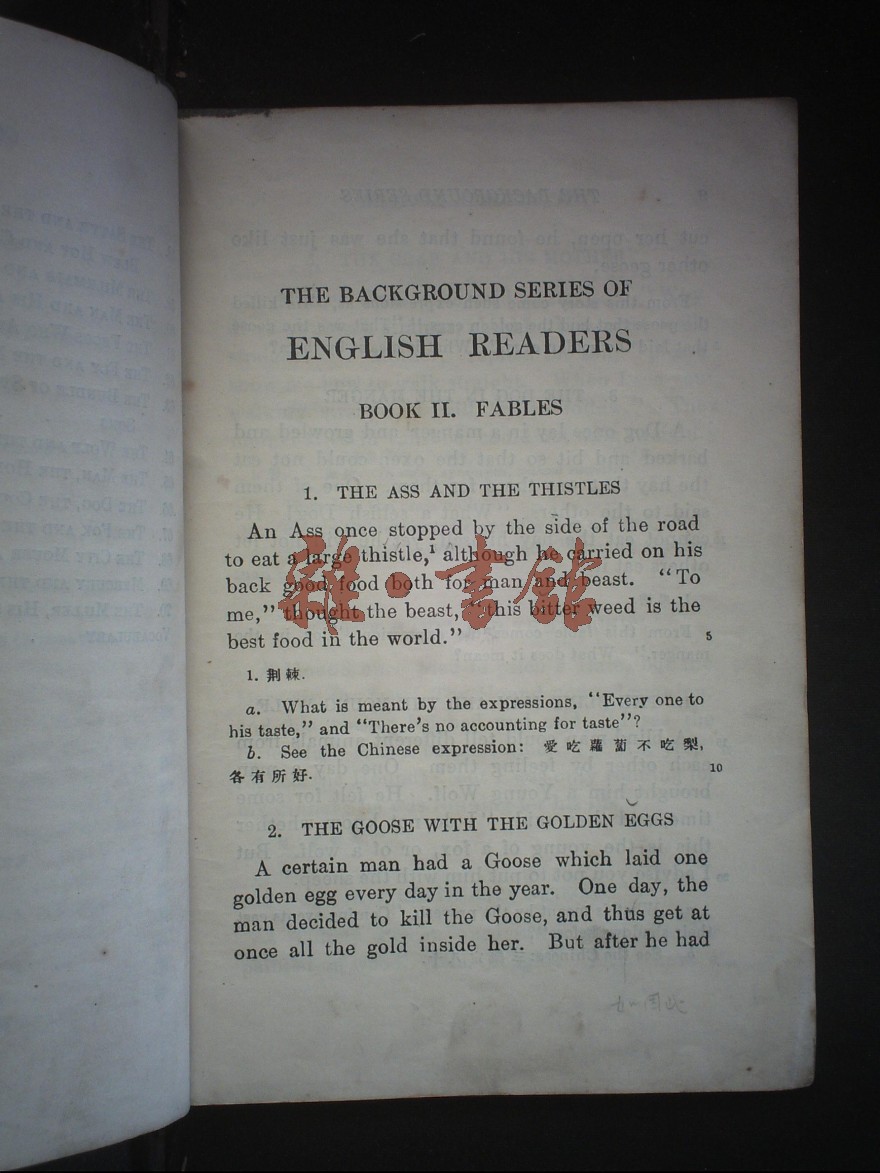 THE BACKGROUND SERIES OF
ENGLISH READERS
BOOK II. FABLES
1. THE ASS AND THE THISTLES
An Ass once stopped by the side of the road
to eat a large thistle,¹ although he carried on his
back good food both for man and beast. “To
me,” thought the beast, “this bitter weed is the
best food in the world.” 5
1. 荆棘.
a. What is meant by the expressions, “Every one to
his taste,” and “There’s no accounting for taste”?
b. See the Chinese expression: 愛吃蘿蔔不吃梨,
各有所好. 10
2. THE GOOSE WITH THE GOLDEN EGGS
A certain man had a Goose which laid one
golden egg every day in the year. One day, the
man decided to kill the Goose, and thus get at
once all the gold inside her. But after he had
雜·書館